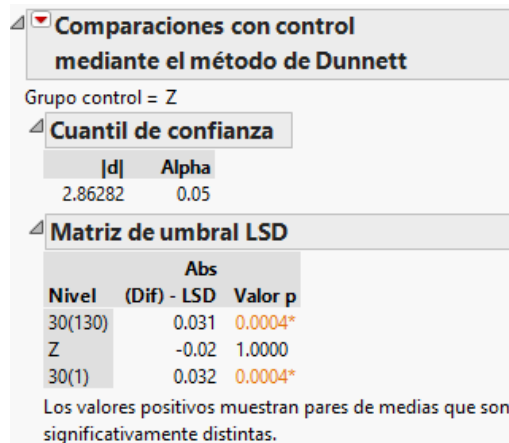 Comparaciones con control
mediante el método de Dunnett
Grupo control = Z
Cuantil de confianza
|d| Alpha
2.86282 0.05
Matriz de umbral LSD
Abs
Nivel (Dif) - LSD Valor p
30(130) 0.031 0.0004*
Z -0.02 1.0000
30(1) 0.032 0.0004*
Los valores positivos muestran pares de medias que son
significativamente distintas.